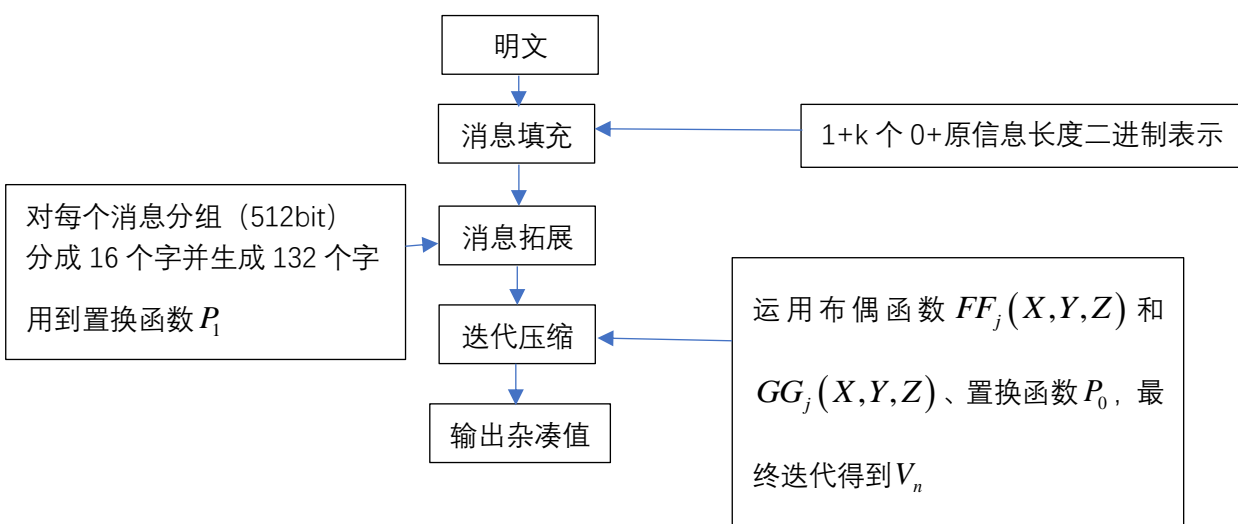 明文
消息填充
1+k 个 0+原信息长度二进制表示
对每个消息分组（512bit）
分成 16 个字并生成 132 个字
用到置换函数 P₁
消息拓展
迭代压缩
运用布偶函数 FFⱼ(X,Y,Z) 和
GGⱼ(X,Y,Z)、置换函数 P₀，最
终迭代得到 Vₙ
输出杂凑值